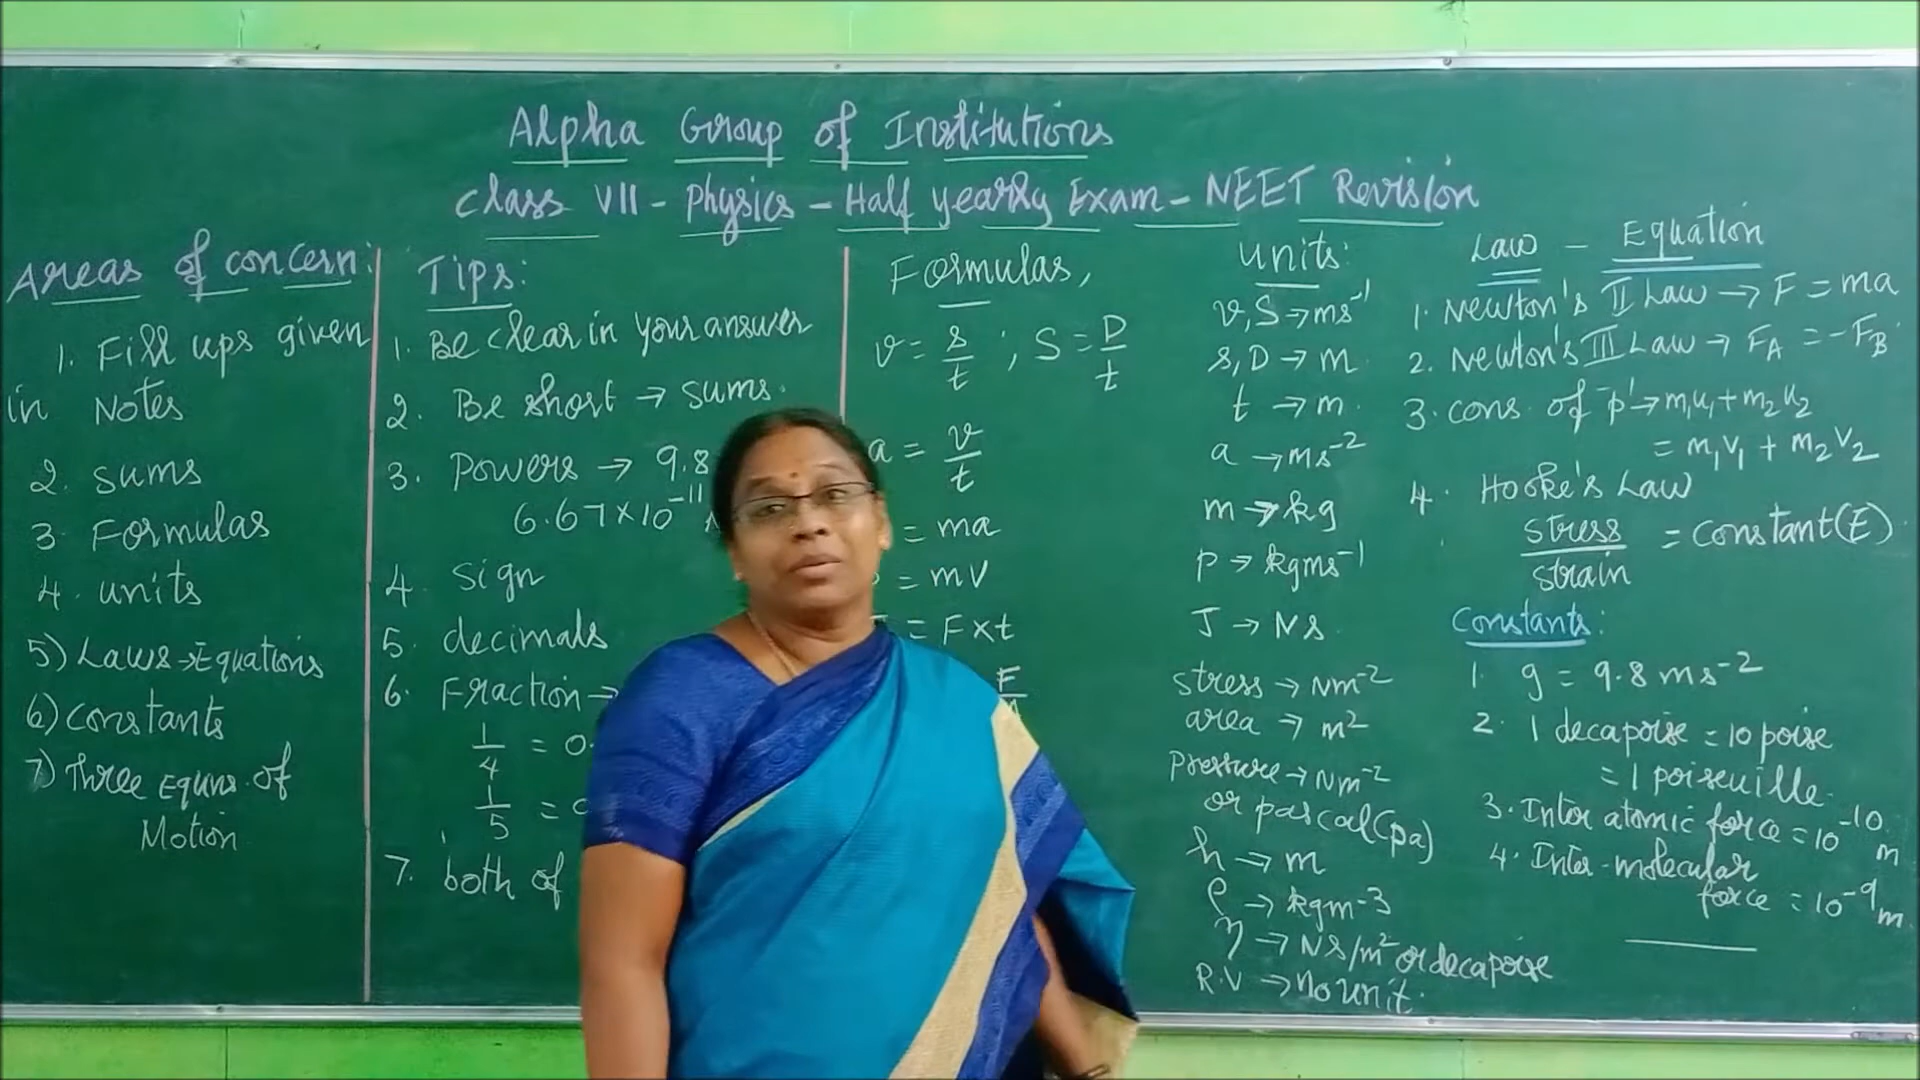 Alpha Group of Institutions
class VII - Physics - Half yearly Exam - NEET Revision
Areas of concern:
1. Fill ups given
in Notes
2. sums
3. Formulas
4. units
5) Laws → Equations
6) constants
7) Three Equns. of
Motion
Tips:
1. Be clear in your answer
2. Be short → sums.
3. Powers → 9.8
6.67×10⁻¹¹
4. sign
5. decimals
6. Fraction →
1/4 = 0.
1/5 =
7. both of
Formulas,
v = s/t ; S = D/t
a = v/t
= ma
= mv
= F×t
F
units:
v, S → ms⁻¹
s, D → m
t → m.
a → ms⁻²
m → kg
p → kgms⁻¹
J → Ns.
stress → Nm⁻²
area → m²
Pressure → Nm⁻²
or pascal (pa)
h → m
ρ → kgm⁻³
η → Ns/m² or decapoise
R.V → no unit.
Law - Equation
1. Newton's II Law → F = ma
2. Newton's III Law → F_A = -F_B.
3. cons. of 'p' → m₁u₁ + m₂u₂
= m₁v₁ + m₂v₂
4. Hooke's Law
stress/strain = constant (E).
Constants:
1. g = 9.8 ms⁻²
2. 1 decapoise = 10 poise
= 1 poiseuille.
3. Inter atomic force = 10⁻¹⁰ m
4. Inter-molecular
force = 10⁻⁹ m.